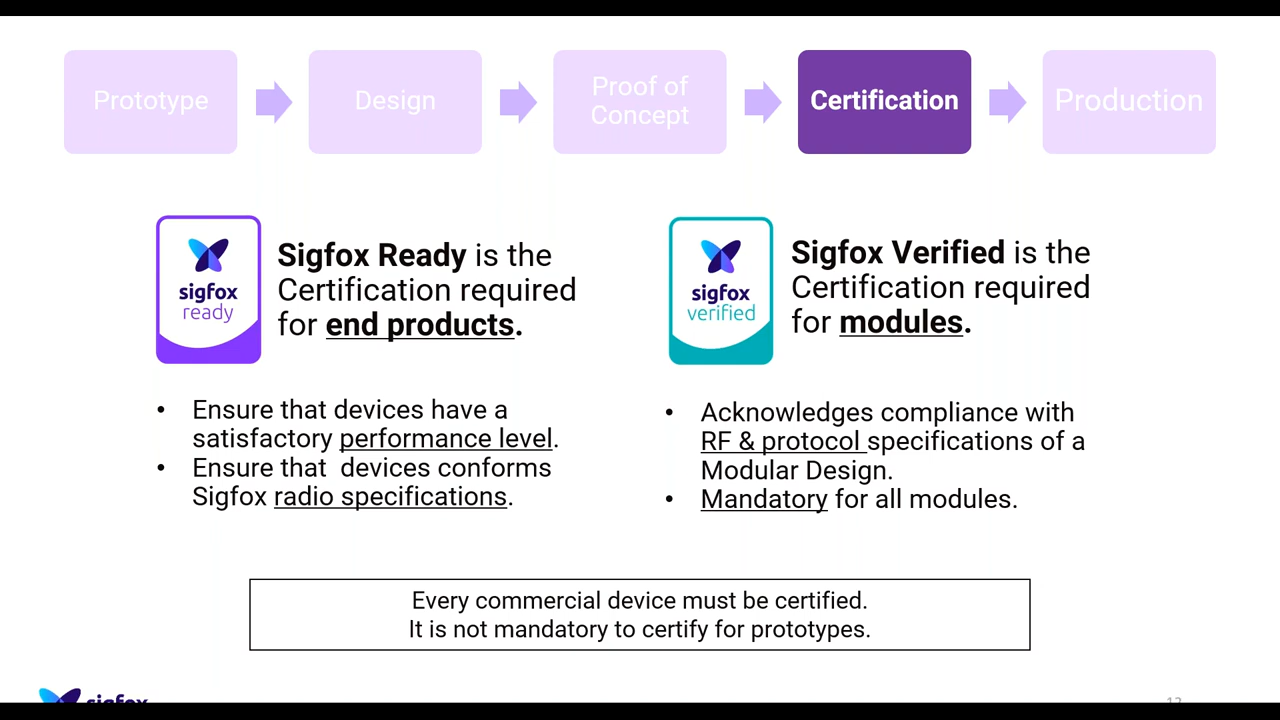 Prototype
Design
Proof of
Concept
Certification
Production
sigfox
ready
Sigfox Ready is the
Certification required
for end products.
sigfox
verified
Sigfox Verified is the
Certification required
for modules.
• Ensure that devices have a
satisfactory performance level.
• Ensure that  devices conforms
Sigfox radio specifications.
• Acknowledges compliance with
RF & protocol specifications of a
Modular Design.
• Mandatory for all modules.
Every commercial device must be certified.
It is not mandatory to certify for prototypes.
sigfox